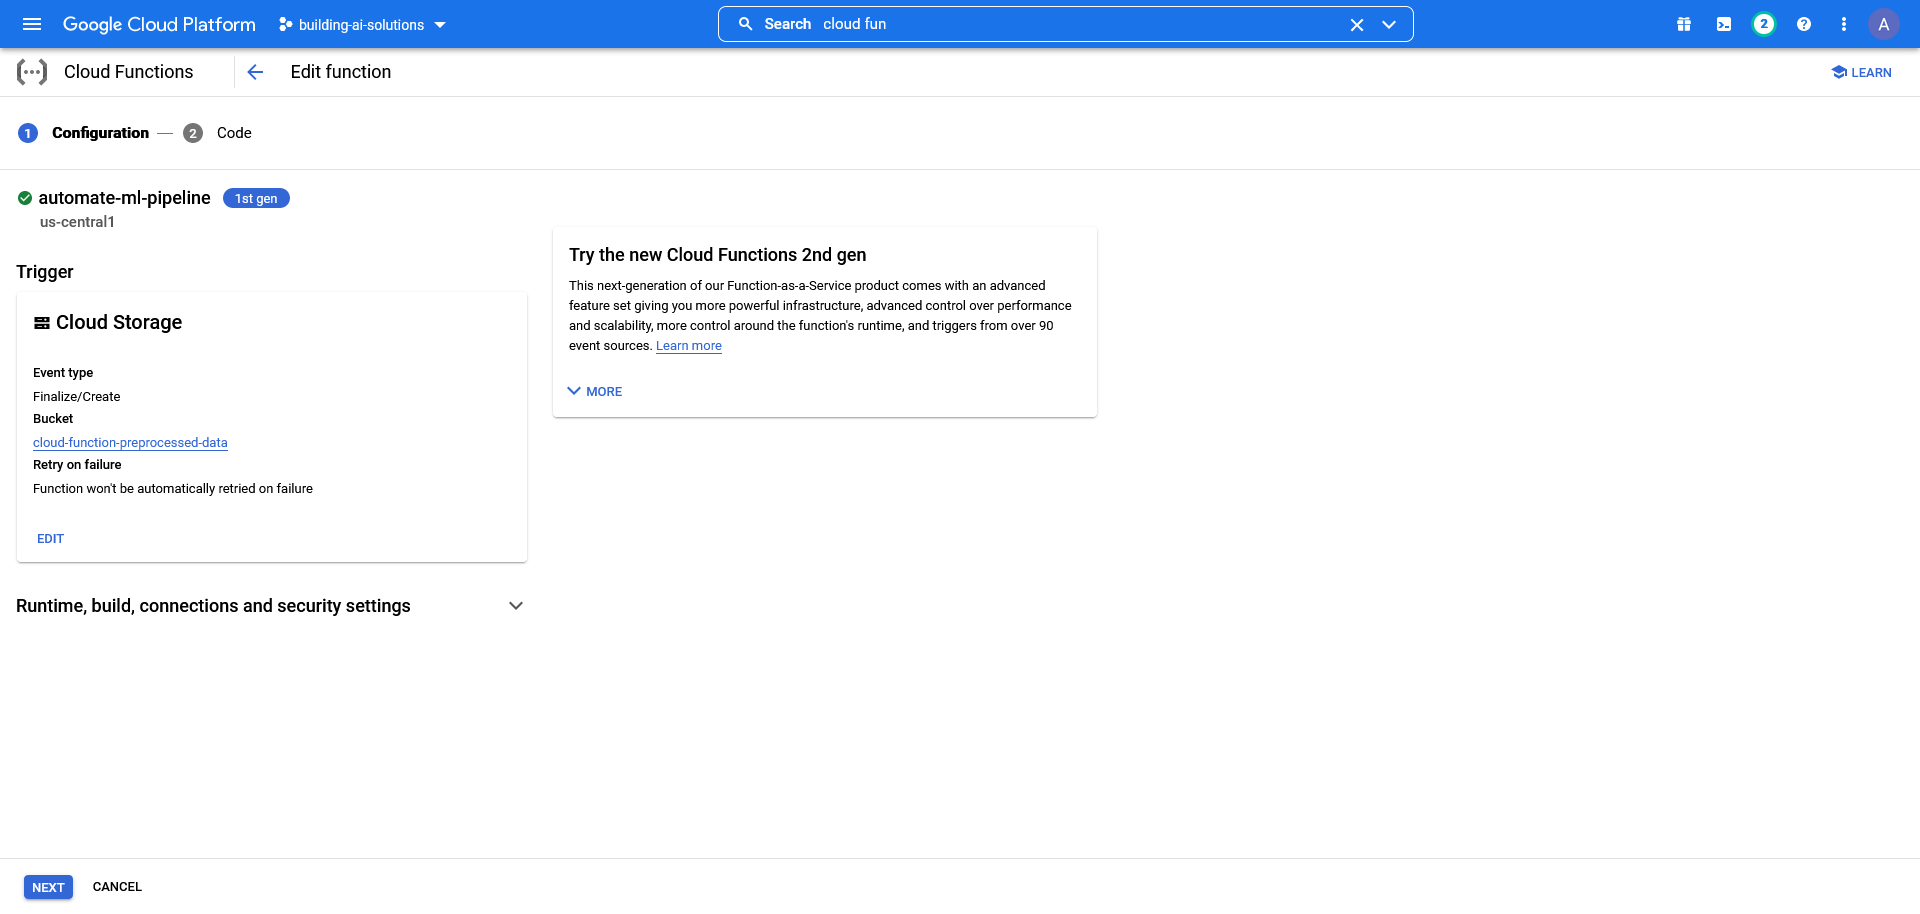 Google Cloud Platform
building-ai-solutions
Search cloud fun
2
A
Cloud Functions
Edit function
LEARN
1 Configuration — 2 Code
automate-ml-pipeline 1st gen
us-central1
Trigger
Cloud Storage
Event type
Finalize/Create
Bucket
cloud-function-preprocessed-data
Retry on failure
Function won't be automatically retried on failure
EDIT
Runtime, build, connections and security settings
Try the new Cloud Functions 2nd gen
This next-generation of our Function-as-a-Service product comes with an advanced
feature set giving you more powerful infrastructure, advanced control over performance
and scalability, more control around the function's runtime, and triggers from over 90
event sources. Learn more
MORE
NEXT CANCEL